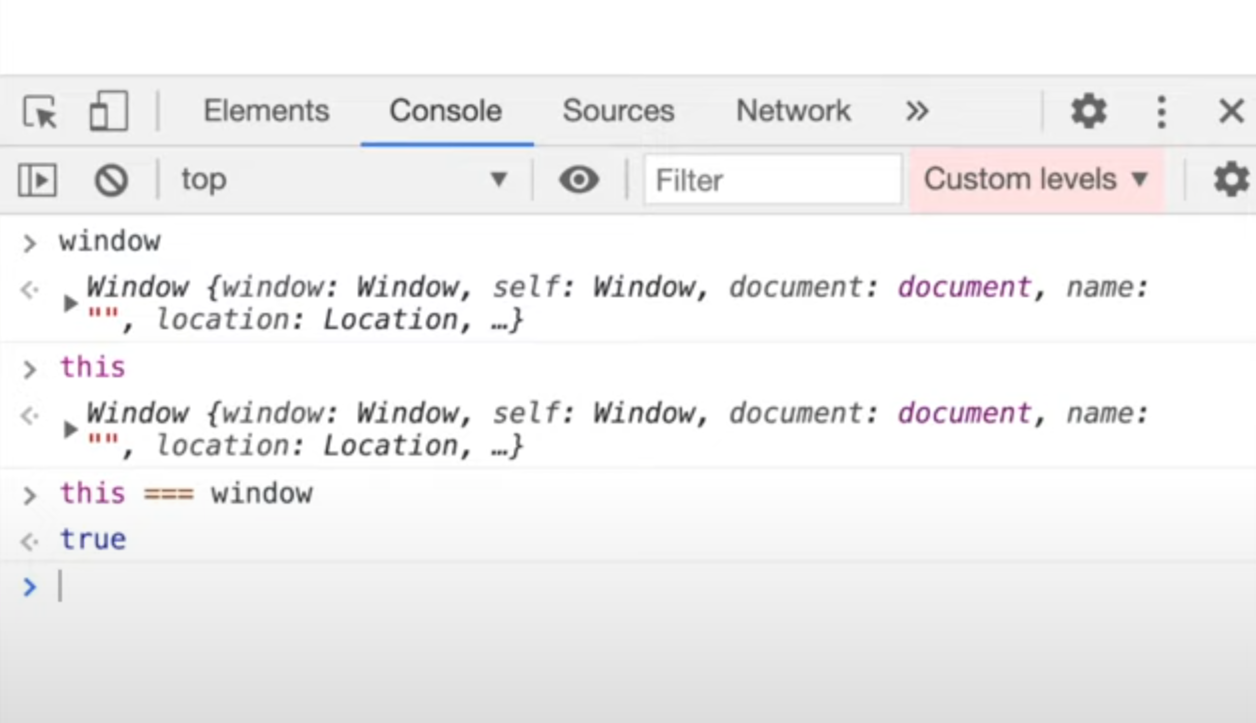 Elements Console Sources Network »
top ▼ Filter Custom levels ▼
> window
Window {window: Window, self: Window, document: document, name:
"", location: Location, …}
> this
Window {window: Window, self: Window, document: document, name:
"", location: Location, …}
> this === window
true
>